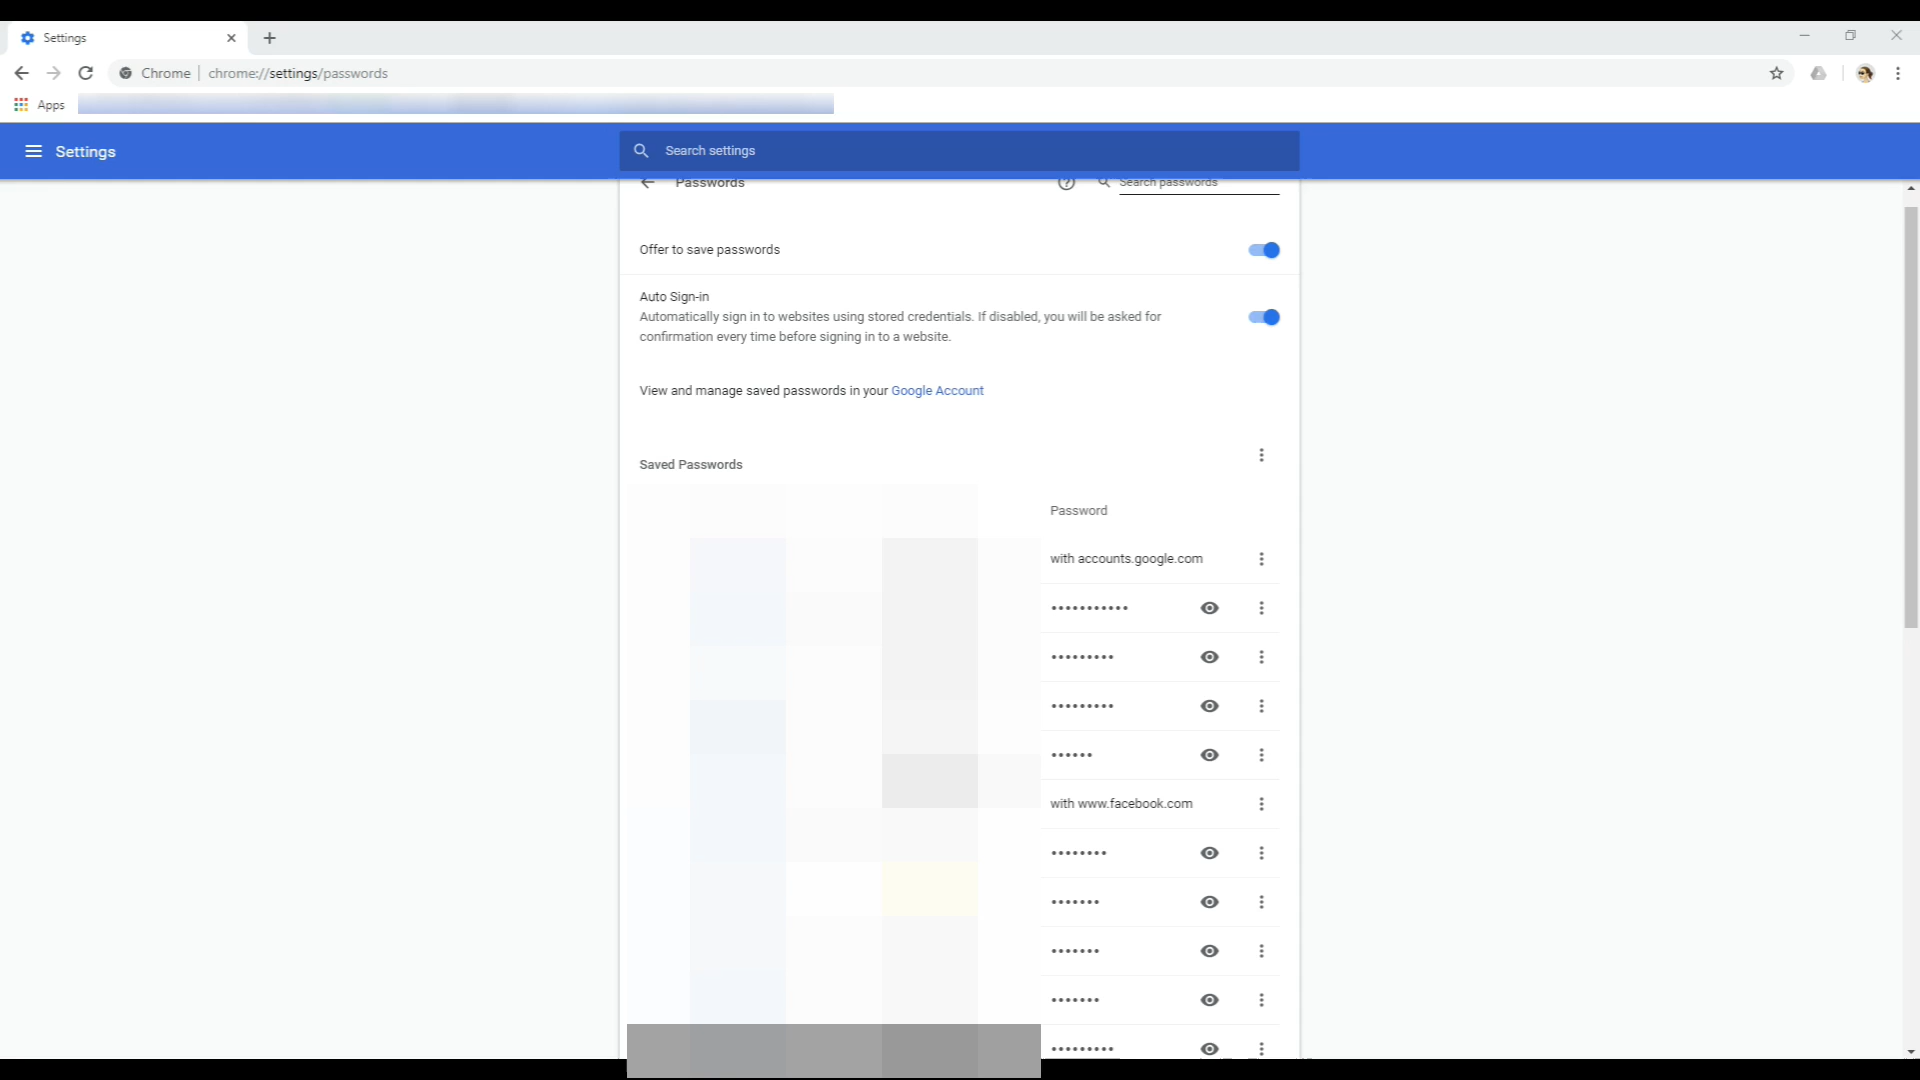 Settings
Chrome
chrome://settings/passwords
Apps
Settings
Search settings
Passwords
Search passwords
Offer to save passwords
Auto Sign-in
Automatically sign in to websites using stored credentials. If disabled, you will be asked for
confirmation every time before signing in to a website.
View and manage saved passwords in your Google Account
Saved Passwords
Password
with accounts.google.com
•••••••••••
•••••••••
•••••••••
••••••
with www.facebook.com
••••••••
•••••••
•••••••
•••••••
•••••••••